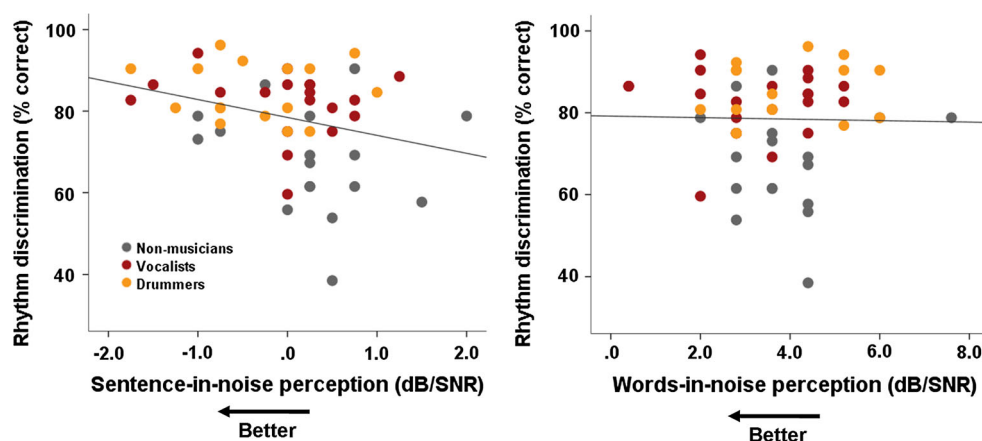 Rhythm discrimination (% correct)
100
80
60
40
Non-musicians
Vocalists
Drummers
-2.0 -1.0 .0 1.0 2.0
Sentence-in-noise perception (dB/SNR)
Better
Rhythm discrimination (% correct)
100
80
60
40
.0 2.0 4.0 6.0 8.0
Words-in-noise perception (dB/SNR)
Better